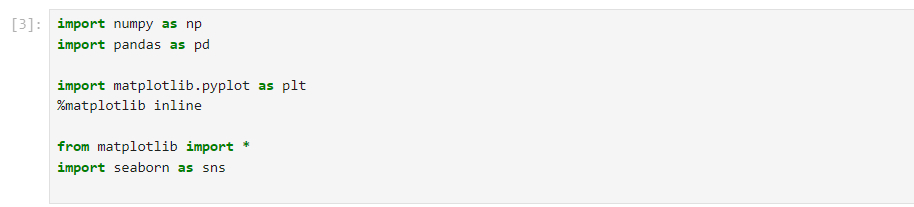 [3]:
import numpy as np
import pandas as pd
import matplotlib.pyplot as plt
%matplotlib inline
from matplotlib import *
import seaborn as sns